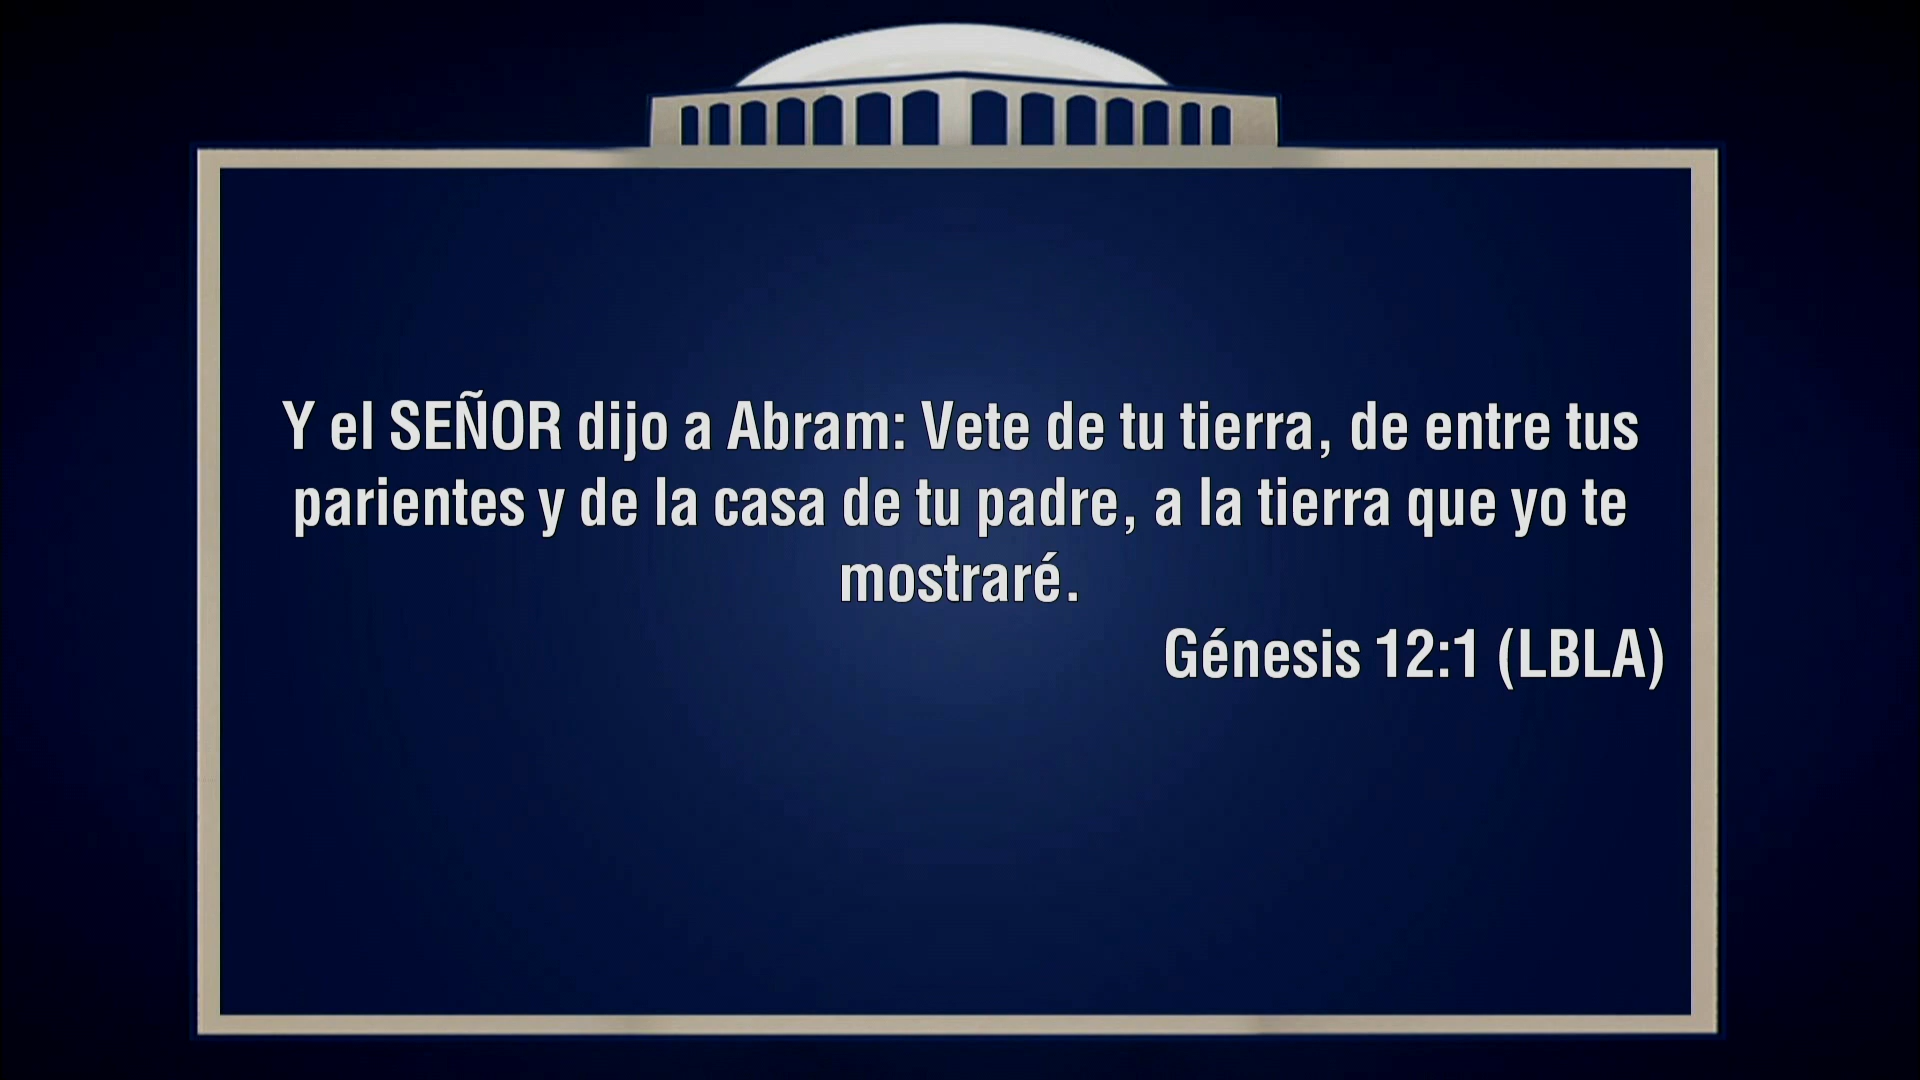 Y el SEÑOR dijo a Abram: Vete de tu tierra, de entre tus
parientes y de la casa de tu padre, a la tierra que yo te
mostraré.
Génesis 12:1 (LBLA)